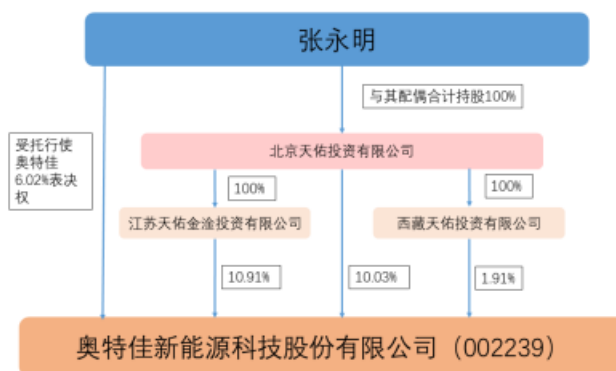 张永明
与其配偶合计持股100%
受托行使
奥特佳
6.02%表决
权
北京天佑投资有限公司
100%
100%
江苏天佑金淦投资有限公司
西藏天佑投资有限公司
10.91%
10.03%
1.91%
奥特佳新能源科技股份有限公司（002239）